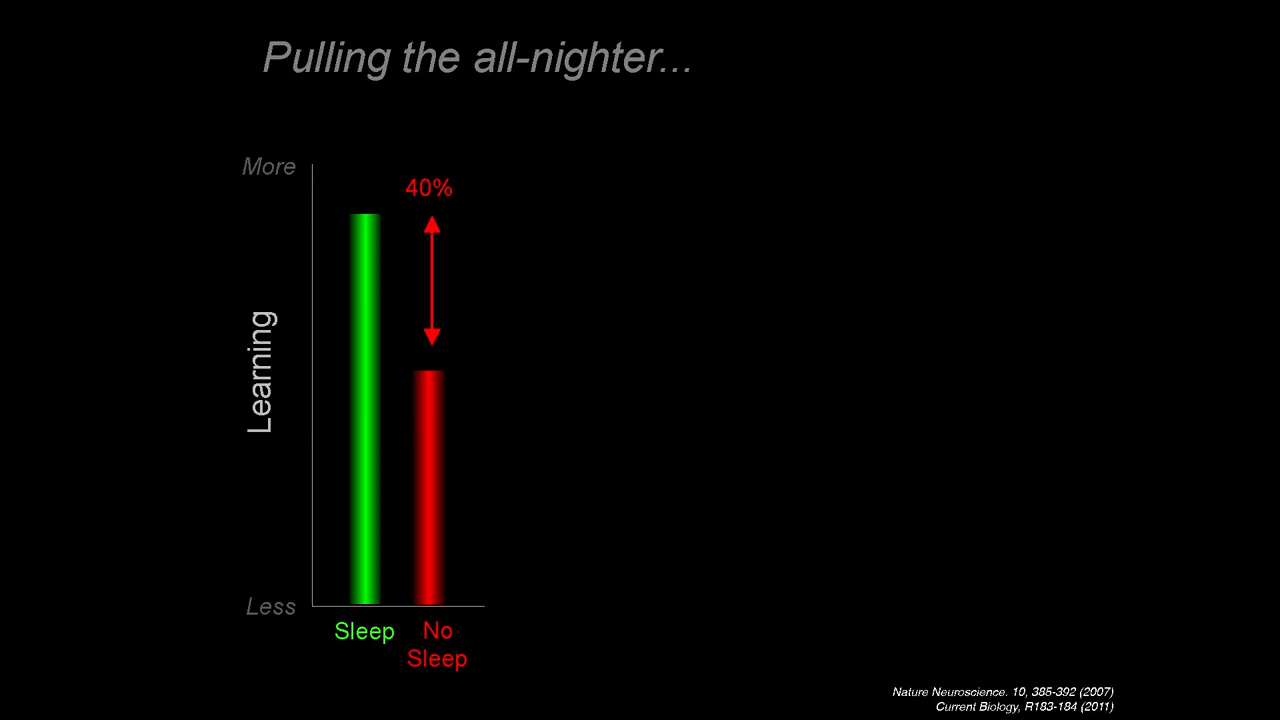 Pulling the all-nighter...
More
40%
Learning
Less
Sleep
No
Sleep
Nature Neuroscience. 10, 385-392 (2007)
Current Biology, R183-184 (2011)